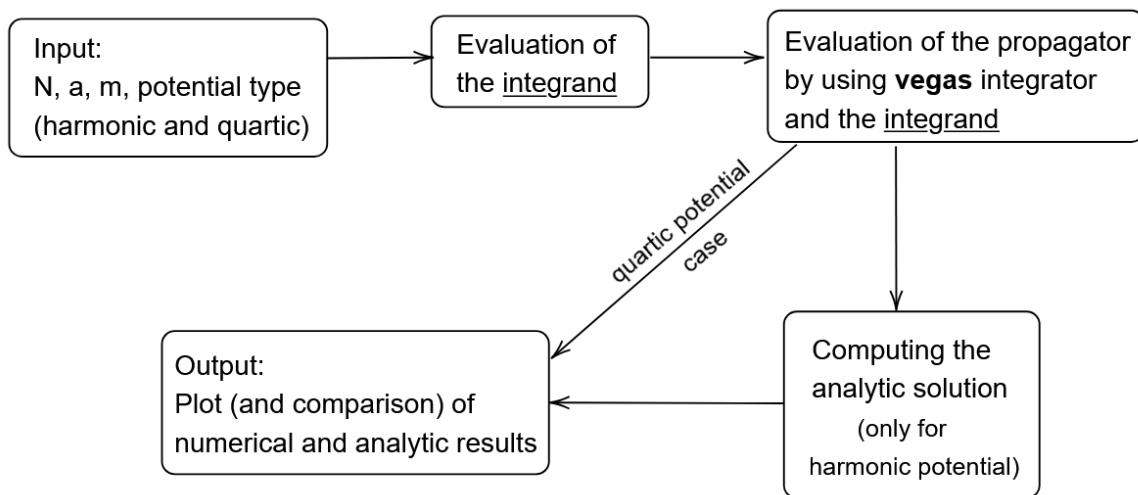 Input:
N, a, m, potential type
(harmonic and quartic)
Evaluation of
the integrand
Evaluation of the propagator
by using vegas integrator
and the integrand
quartic potential
case
Computing the
analytic solution
(only for
harmonic potential)
Output:
Plot (and comparison) of
numerical and analytic results